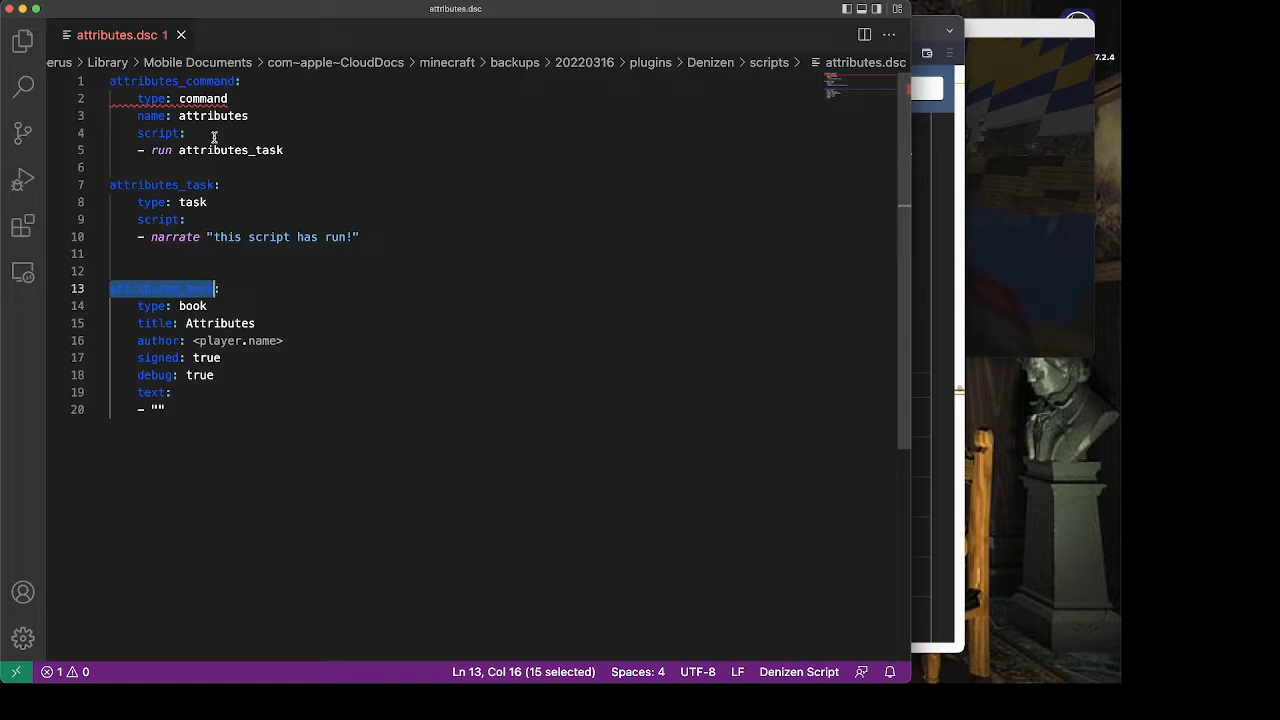 attributes.dsc
attributes.dsc 1
erus > Library > Mobile Documents > com~apple~CloudDocs > minecraft > backups > 20220316 > plugins > Denizen > scripts > attributes.dsc
1 attributes_command:
2 type: command
3 name: attributes
4 script:
5 - run attributes_task
6
7 attributes_task:
8 type: task
9 script:
10 - narrate "this script has run!"
11
12
13 attributes_book:
14 type: book
15 title: Attributes
16 author: <player.name>
17 signed: true
18 debug: true
19 text:
20 - ""
7.2.4
1 0
Ln 13, Col 16 (15 selected)
Spaces: 4
UTF-8
LF
Denizen Script